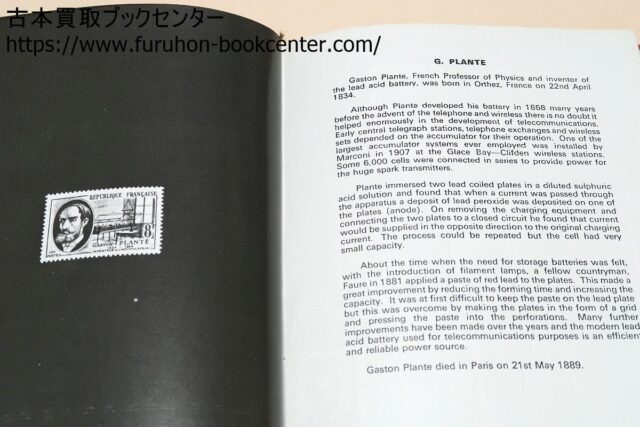 古本買取ブックセンター
https://www.furuhon-bookcenter.com/
REPUBLIQUE FRANÇAISE
8F
GASTON
PLANTÉ
G. PLANTE
Gaston Plante, French Professor of Physics and inventor of
the lead acid battery, was born in Orthez, France on 22nd April
1834.
Although Plante developed his battery in 1858 many years
before the advent of the telephone and wireless there is no doubt it
helped enormously in the development of telecommunications.
Early central telegraph stations, telephone exchanges and wireless
sets depended on the accumulator for their operation. One of the
largest accumulator systems ever employed was installed by
Marconi in 1907 at the Glace Bay—Clifden wireless stations.
Some 6,000 cells were connected in series to provide power for
the huge spark transmitters.
Plante immersed two lead coiled plates in a diluted sulphuric
acid solution and found that when a current was passed through
the apparatus a deposit of lead peroxide was deposited on one of
the plates (anode). On removing the charging equipment and
connecting the two plates to a closed circuit he found that current
would be supplied in the opposite direction to the original charging
current. The process could be repeated but the cell had very
small capacity.
About the time when the need for storage batteries was felt,
with the introduction of filament lamps, a fellow countryman,
Faure in 1881 applied a paste of red lead to the plates. This made a
great improvement by reducing the forming time and increasing the
capacity. It was at first difficult to keep the paste on the lead plate
but this was overcome by making the plates in the form of a grid
and pressing the paste into the perforations. Many further
improvements have been made over the years and the modern lead
acid battery used for telecommunications purposes is an efficient
and reliable power source.
Gaston Plante died in Paris on 21st May 1889.